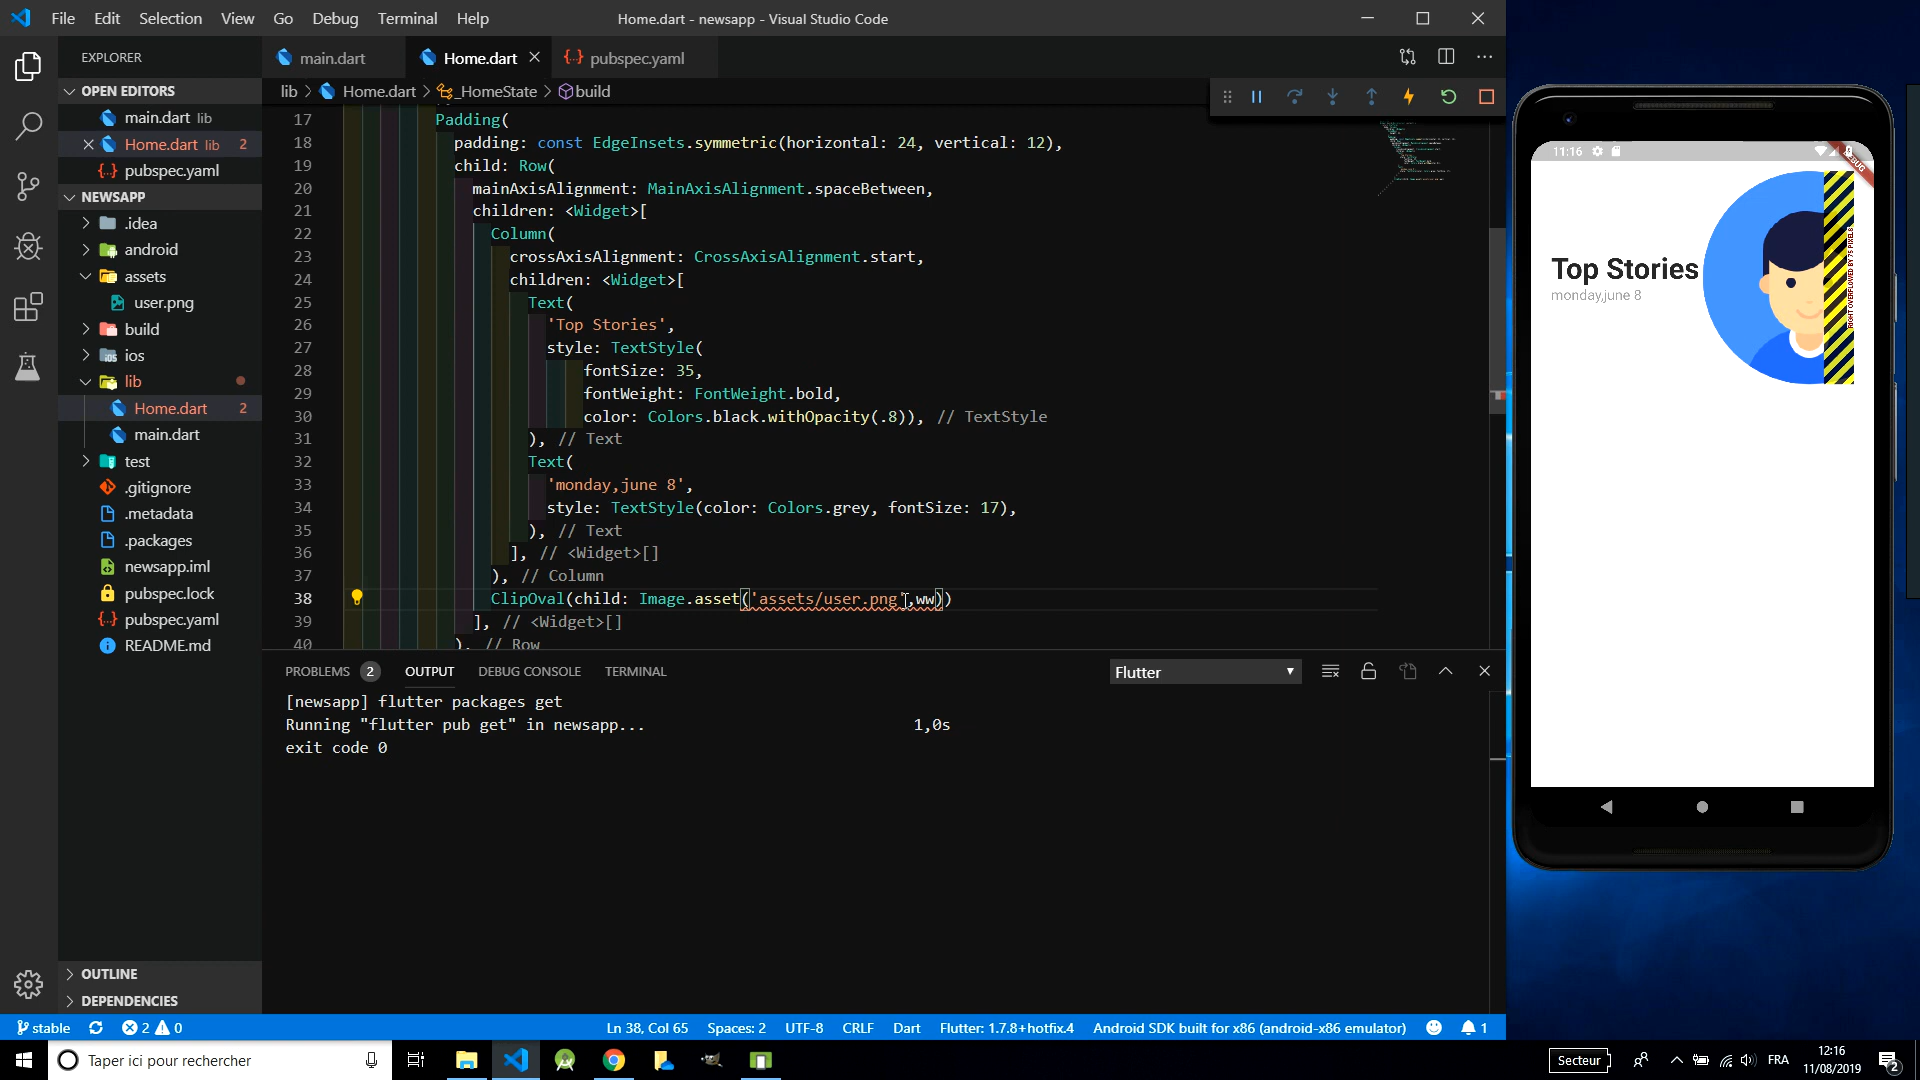 File Edit Selection View Go Debug Terminal Help
Home.dart - newsapp - Visual Studio Code
EXPLORER
main.dart
Home.dart
pubspec.yaml
OPEN EDITORS
main.dart lib
Home.dart lib 2
pubspec.yaml
NEWSAPP
.idea
android
assets
user.png
build
ios
lib
Home.dart 2
main.dart
test
.gitignore
.metadata
.packages
newsapp.iml
pubspec.lock
pubspec.yaml
README.md
OUTLINE
DEPENDENCIES
lib > Home.dart > _HomeState > build
17 Padding(
18 padding: const EdgeInsets.symmetric(horizontal: 24, vertical: 12),
19 child: Row(
20 mainAxisAlignment: MainAxisAlignment.spaceBetween,
21 children: <Widget>[
22 Column(
23 crossAxisAlignment: CrossAxisAlignment.start,
24 children: <Widget>[
25 Text(
26 'Top Stories',
27 style: TextStyle(
28 fontSize: 35,
29 fontWeight: FontWeight.bold,
30 color: Colors.black.withOpacity(.8)), // TextStyle
31 ), // Text
32 Text(
33 'monday,june 8',
34 style: TextStyle(color: Colors.grey, fontSize: 17),
35 ), // Text
36 ], // <Widget>[]
37 ), // Column
38 ClipOval(child: Image.asset('assets/user.png',ww))
39 ], // <Widget>[]
40 ), // Row
PROBLEMS 2 OUTPUT DEBUG CONSOLE TERMINAL
Flutter
[newsapp] flutter packages get
Running "flutter pub get" in newsapp... 1,0s
exit code 0
11:16
DEBUG
Top Stories
monday,june 8
RIGHT OVERFLOWED BY 75 PIXELS
stable 2 0
Ln 38, Col 65 Spaces: 2 UTF-8 CRLF Dart Flutter: 1.7.8+hotfix.4 Android SDK built for x86 (android-x86 emulator) 1
Taper ici pour rechercher
Secteur
FRA
12:16
11/08/2019
2